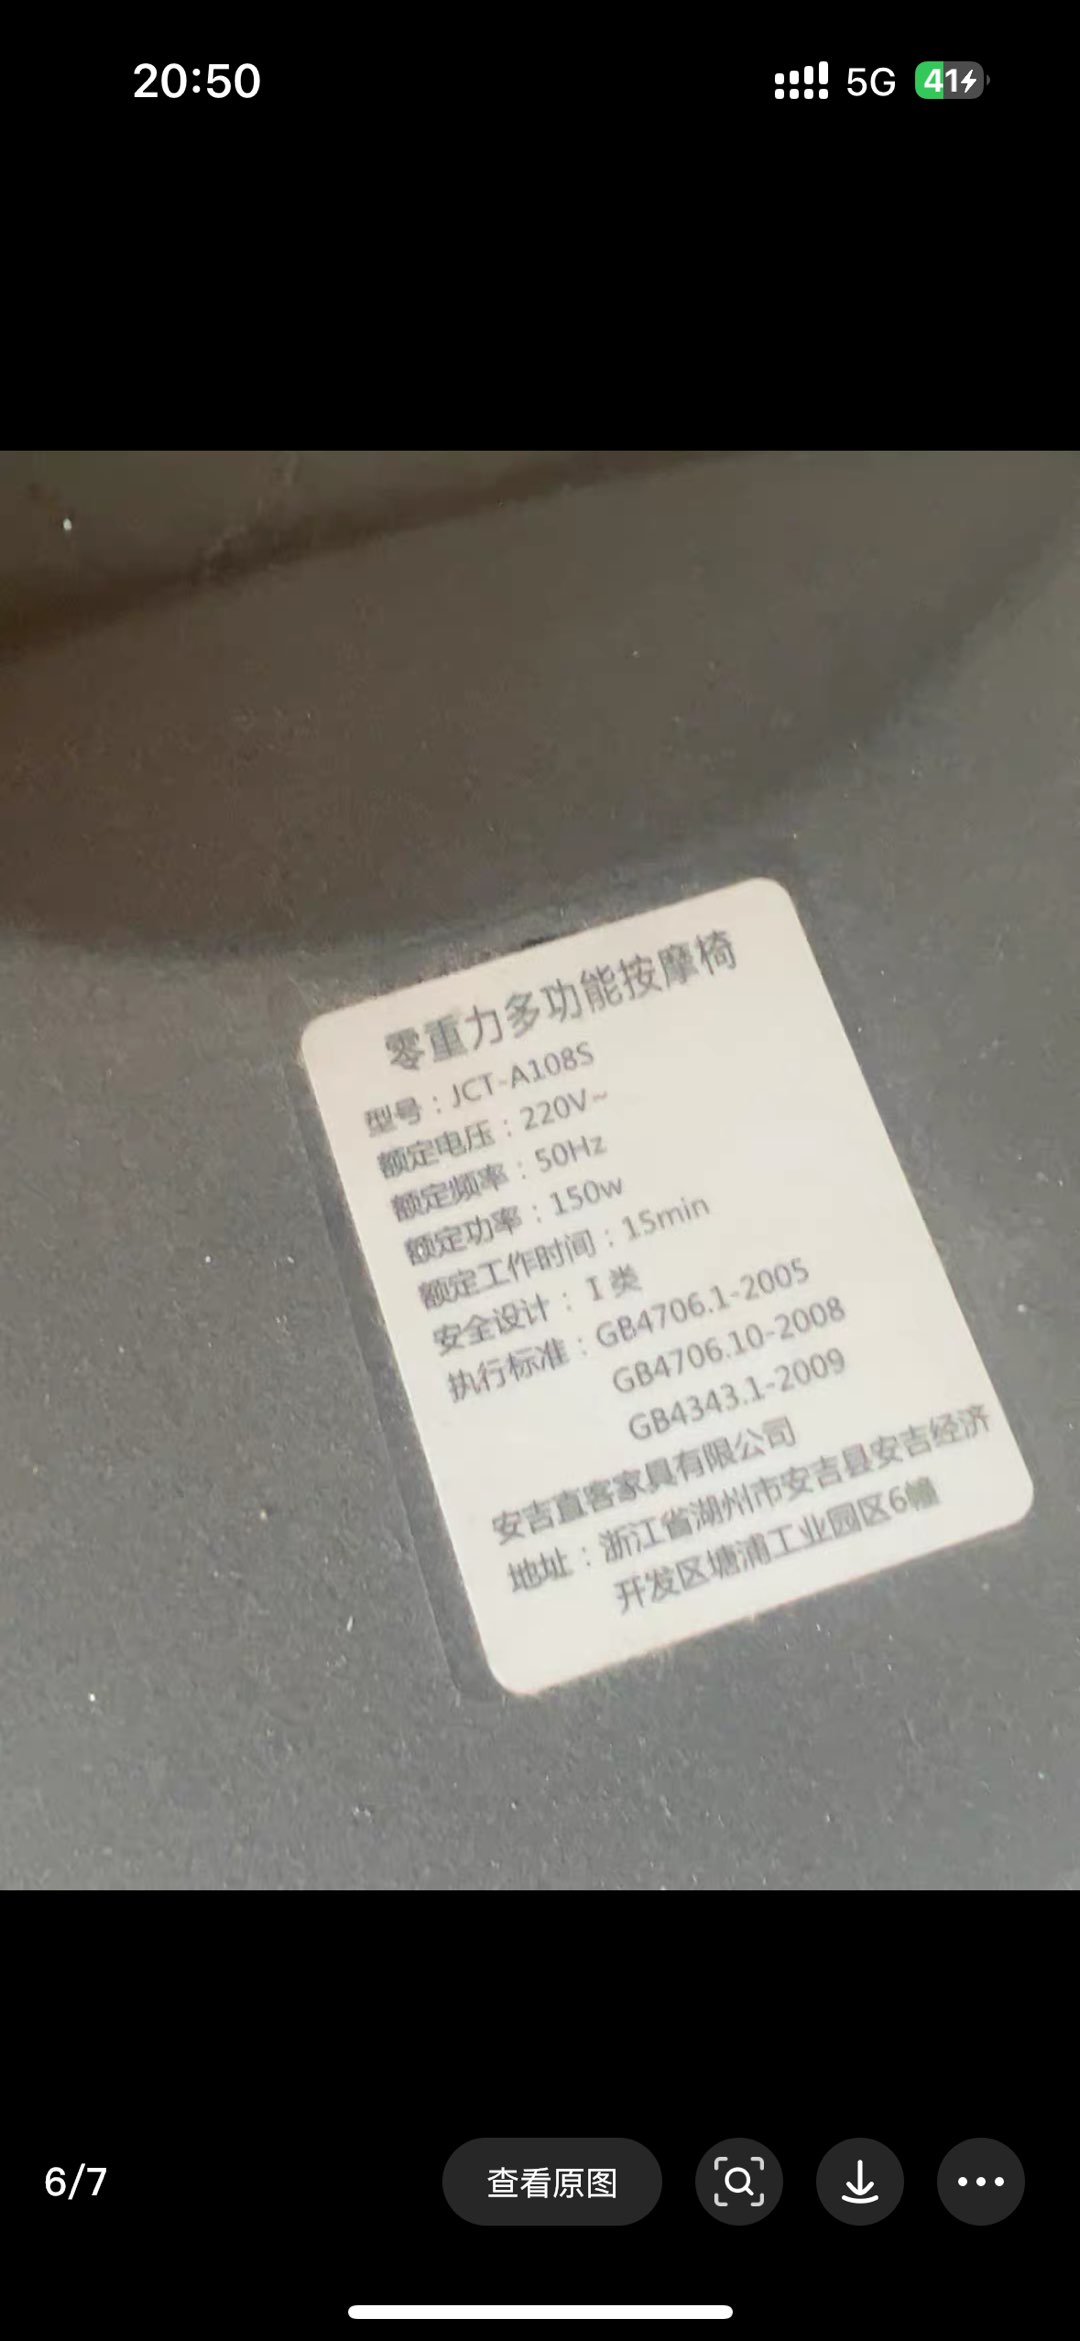 20:50
5G
41
零重力多功能按摩椅
型号：JCT-A108S
额定电压：220V~
额定频率：50Hz
额定功率：150w
额定工作时间：15min
安全设计：I 类
执行标准：GB4706.1-2005
GB4706.10-2008
GB4343.1-2009
安吉直客家具有限公司
地址：浙江省湖州市安吉县安吉经济
开发区塘浦工业园区6幢
6/7
查看原图